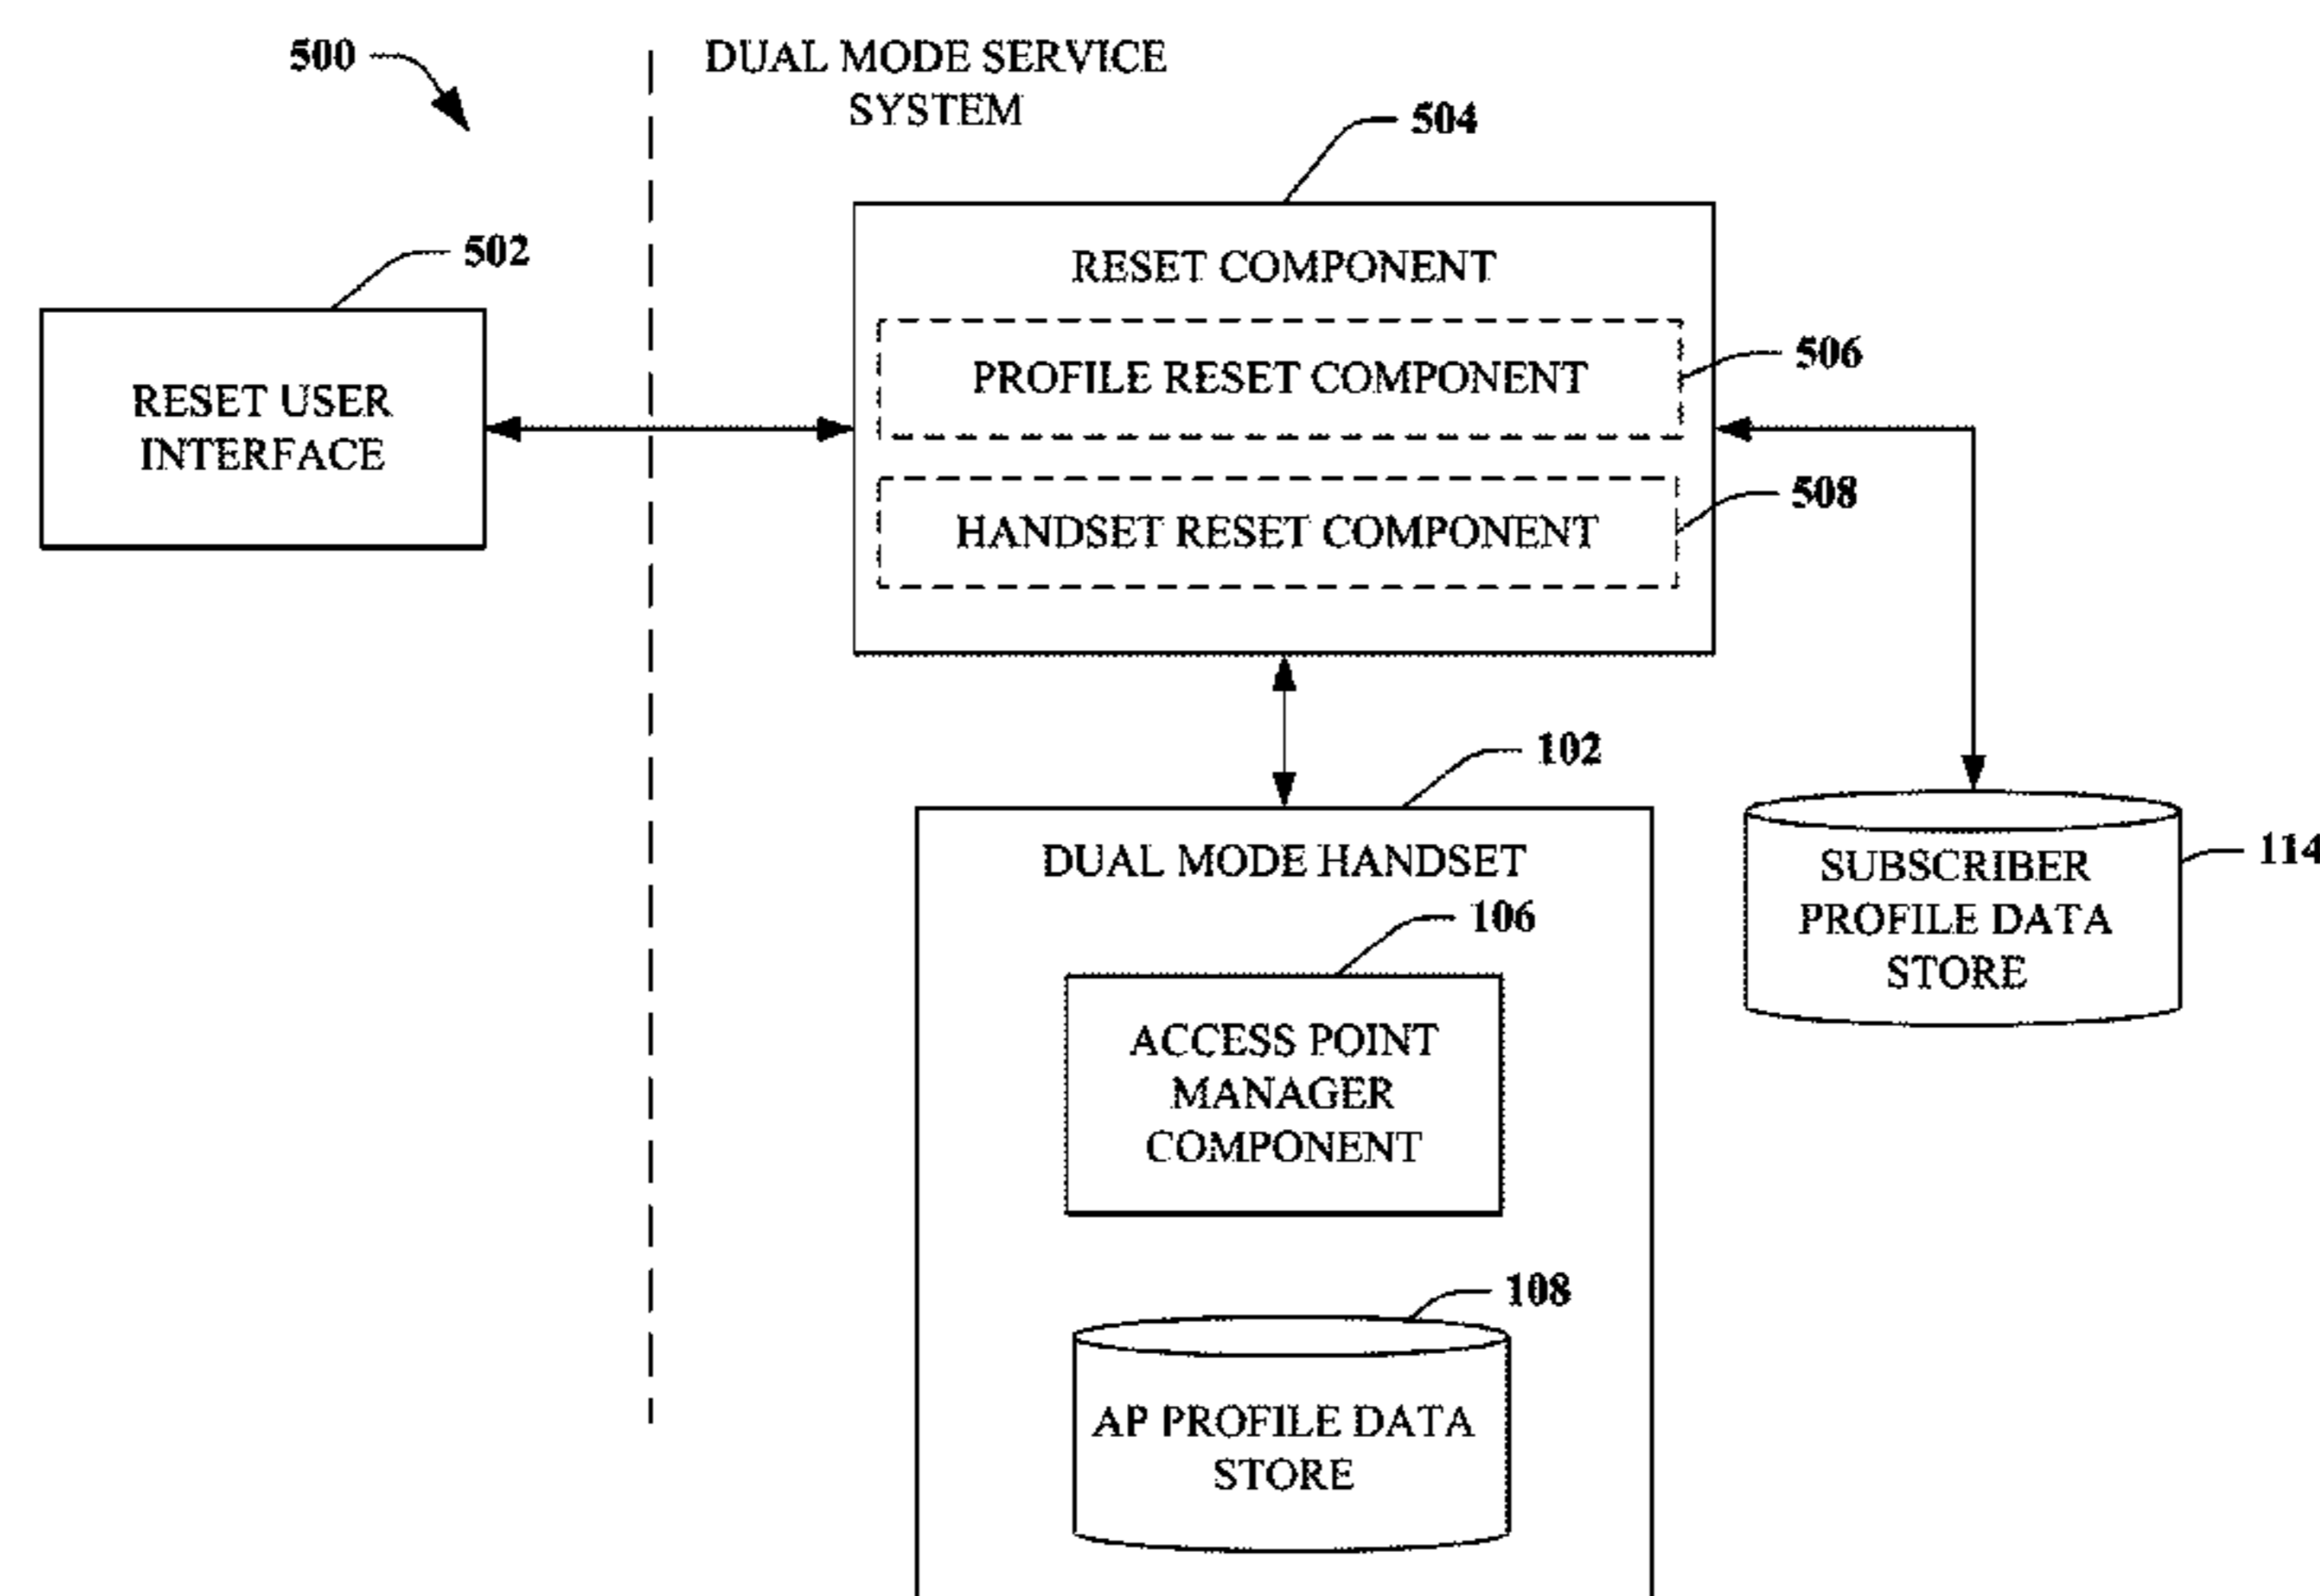 500
DUAL MODE SERVICE
SYSTEM
504
502
RESET COMPONENT
PROFILE RESET COMPONENT
506
RESET USER
INTERFACE
HANDSET RESET COMPONENT
508
102
DUAL MODE HANDSET
106
SUBSCRIBER
PROFILE DATA
STORE
114
ACCESS POINT
MANAGER
COMPONENT
108
AP PROFILE DATA
STORE